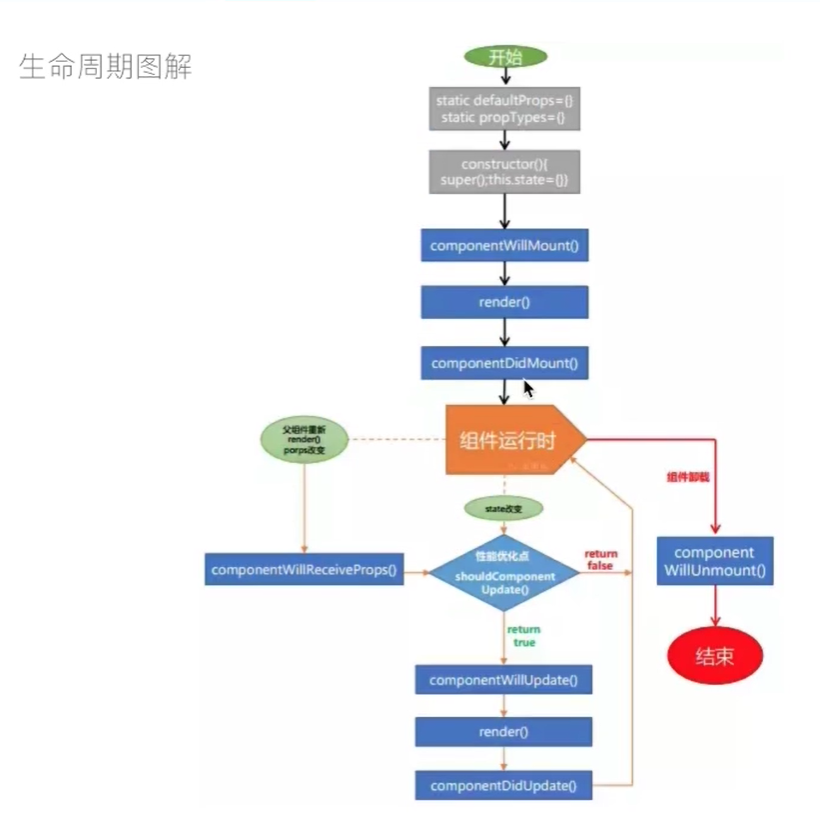 生命周期图解
开始
static defaultProps={}
static propTypes={}
constructor(){
super();this.state={}}
componentWillMount()
render()
componentDidMount()
组件运行时
父组件重新
render()
porps改变
组件卸载
state改变
性能优化点
shouldComponent
Update()
return
false
componentWillReceiveProps()
component
WillUnmount()
return
true
结束
componentWillUpdate()
render()
componentDidUpdate()